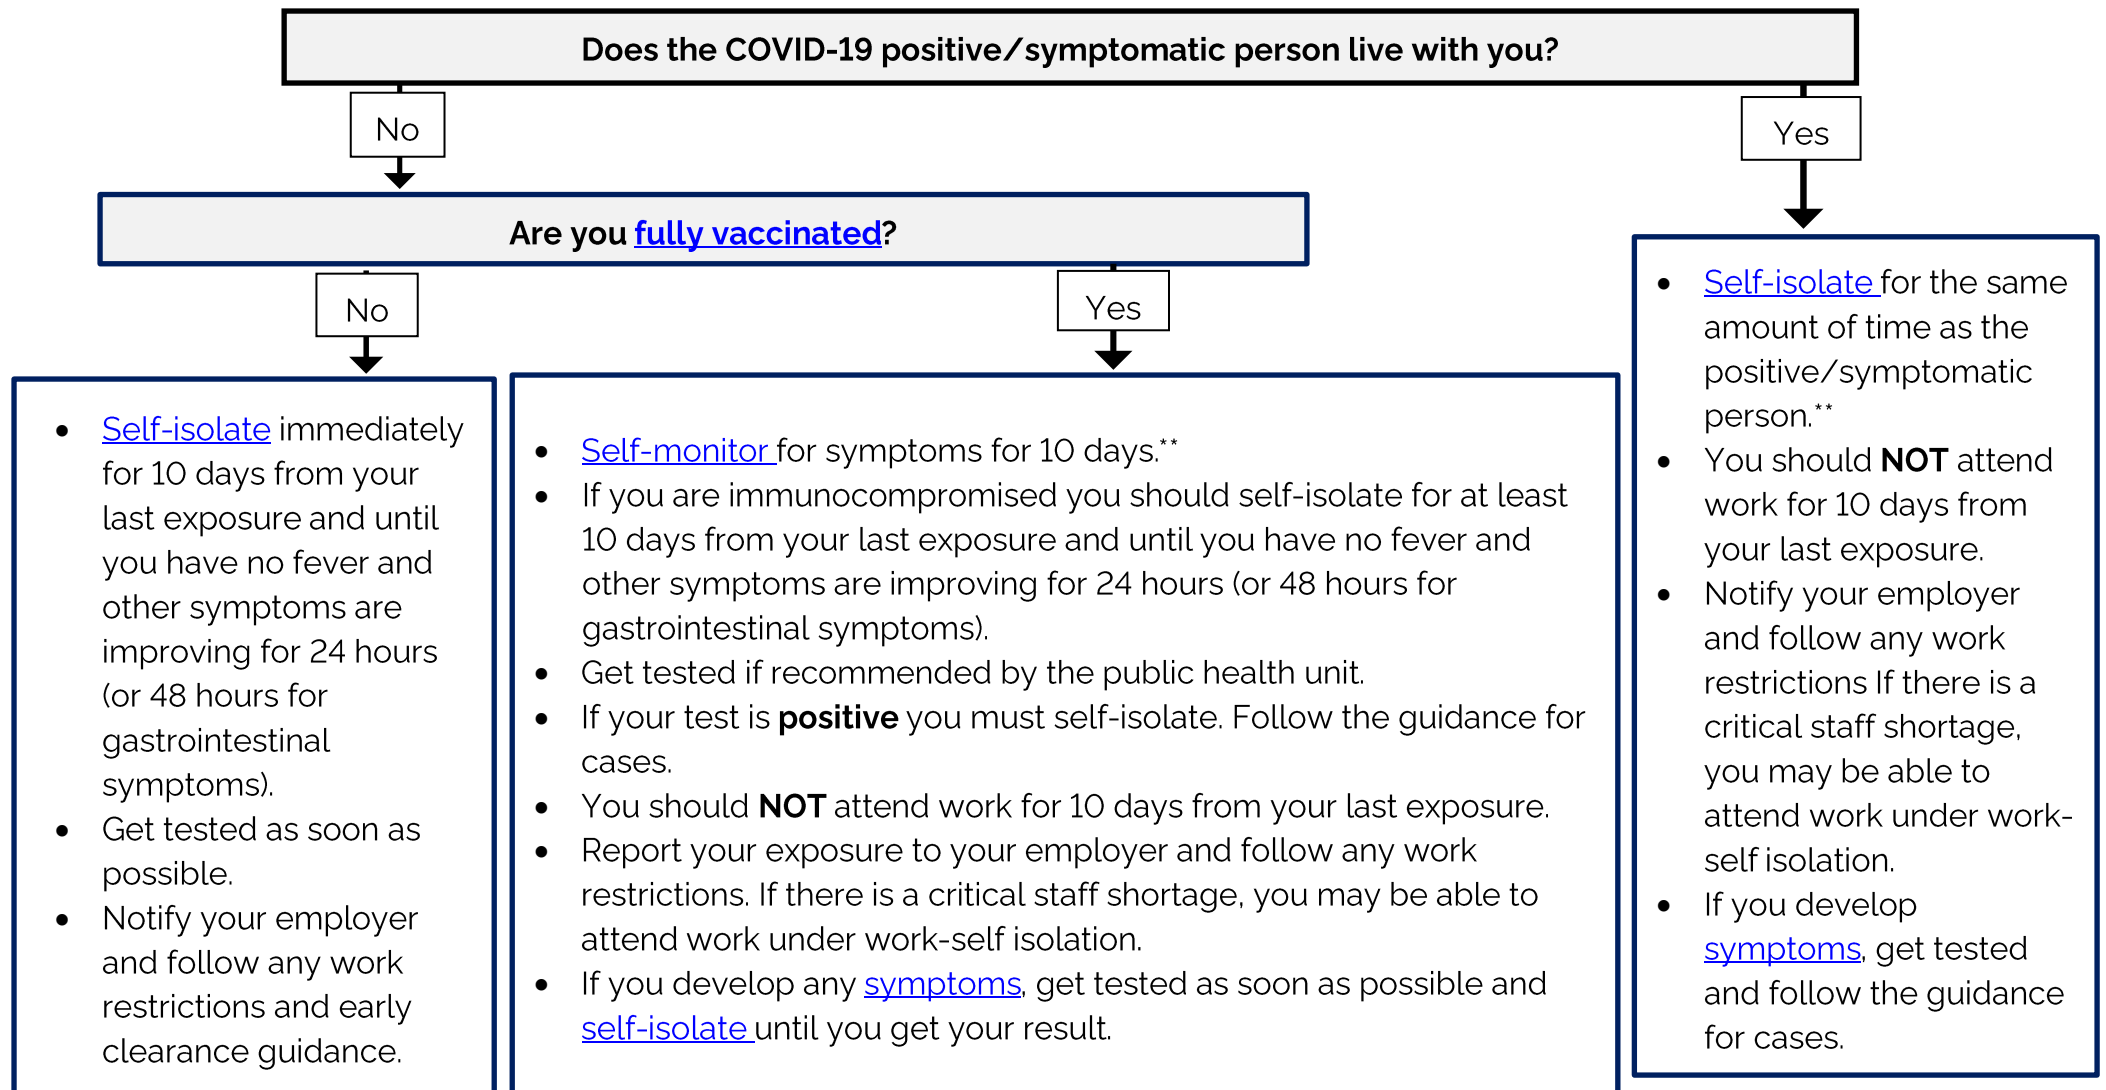 Does the COVID-19 positive/symptomatic person live with you?
No
Yes
Are you fully vaccinated?
No
Yes
• Self-isolate immediately
for 10 days from your
last exposure and until
you have no fever and
other symptoms are
improving for 24 hours
(or 48 hours for
gastrointestinal
symptoms).
• Get tested as soon as
possible.
• Notify your employer
and follow any work
restrictions and early
clearance guidance.
• Self-monitor for symptoms for 10 days.**
• If you are immunocompromised you should self-isolate for at least
10 days from your last exposure and until you have no fever and
other symptoms are improving for 24 hours (or 48 hours for
gastrointestinal symptoms).
• Get tested if recommended by the public health unit.
• If your test is positive you must self-isolate. Follow the guidance for
cases.
• You should NOT attend work for 10 days from your last exposure.
• Report your exposure to your employer and follow any work
restrictions. If there is a critical staff shortage, you may be able to
attend work under work-self isolation.
• If you develop any symptoms, get tested as soon as possible and
self-isolate until you get your result.
• Self-isolate for the same
amount of time as the
positive/symptomatic
person.**
• You should NOT attend
work for 10 days from
your last exposure.
• Notify your employer
and follow any work
restrictions If there is a
critical staff shortage,
you may be able to
attend work under work-
self isolation.
• If you develop
symptoms, get tested
and follow the guidance
for cases.